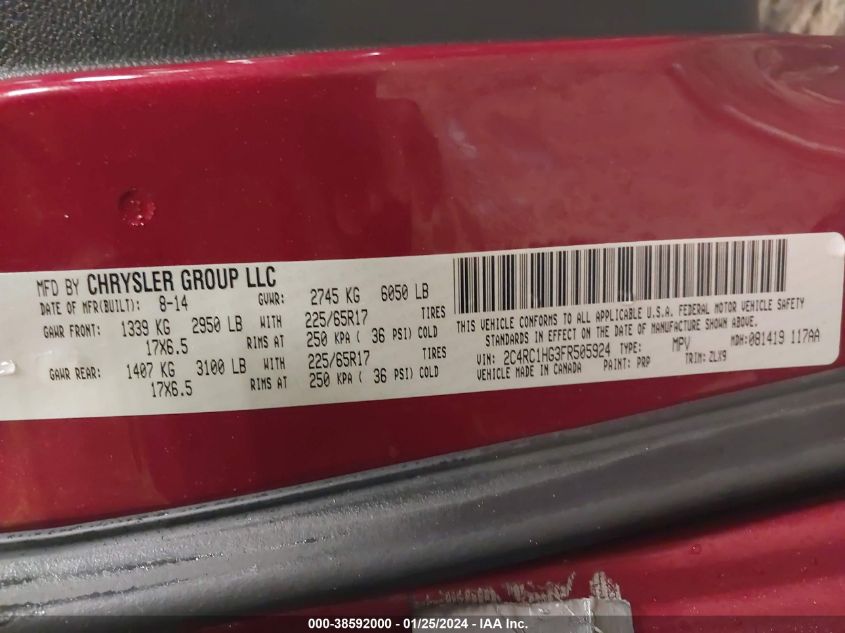 MFD BY CHRYSLER GROUP LLC
DATE OF MFR(BUILT): 8-14 GVWR: 2745 KG 6050 LB
GAWR FRONT: 1339 KG 2950 LB WITH 225/65R17 TIRES
17X6.5 RIMS AT 250 KPA ( 36 PSI) COLD
GAWR REAR: 1407 KG 3100 LB WITH 225/65R17 TIRES
17X6.5 RIMS AT 250 KPA ( 36 PSI) COLD
THIS VEHICLE CONFORMS TO ALL APPLICABLE U.S.A. FEDERAL MOTOR VEHICLE SAFETY
STANDARDS IN EFFECT ON THE DATE OF MANUFACTURE SHOWN ABOVE.
VIN: 2C4RC1HG3FR505924 TYPE: MPV MDH: 081419 117AA
VEHICLE MADE IN CANADA PAINT: PRP TRIM: ZLX9
000-38592000 - 01/25/2024 - IAA Inc.